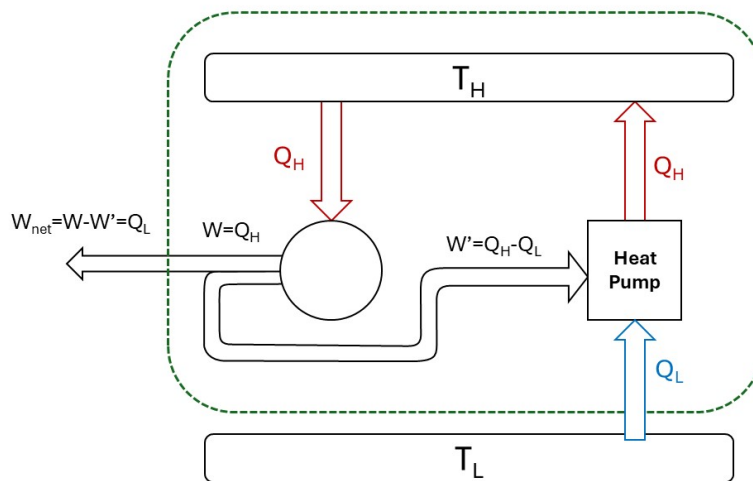 T_H
Q_H
Q_H
W_net=W-W’=Q_L
W=Q_H
W’=Q_H-Q_L
Heat
Pump
Q_L
T_L